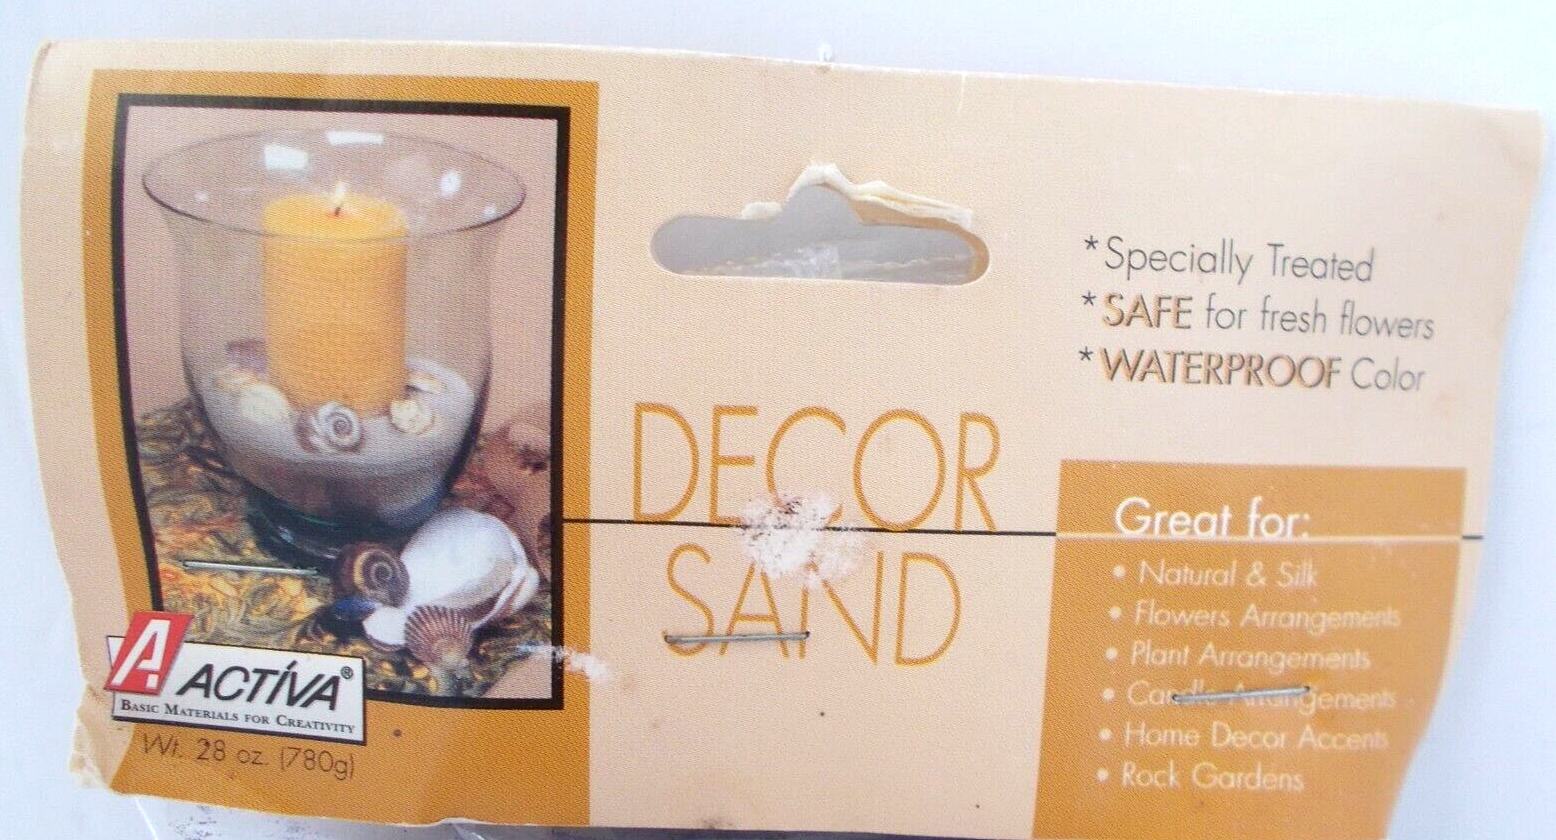 *Specially Treated
*SAFE for fresh flowers
*WATERPROOF Color
DECOR
SAND
Great for:
• Natural & Silk
• Flowers Arrangements
• Plant Arrangements
• Candle Arrangements
• Home Decor Accents
• Rock Gardens
A
ACTÍVA®
BASIC MATERIALS FOR CREATIVITY
Wt. 28 oz. (780g)